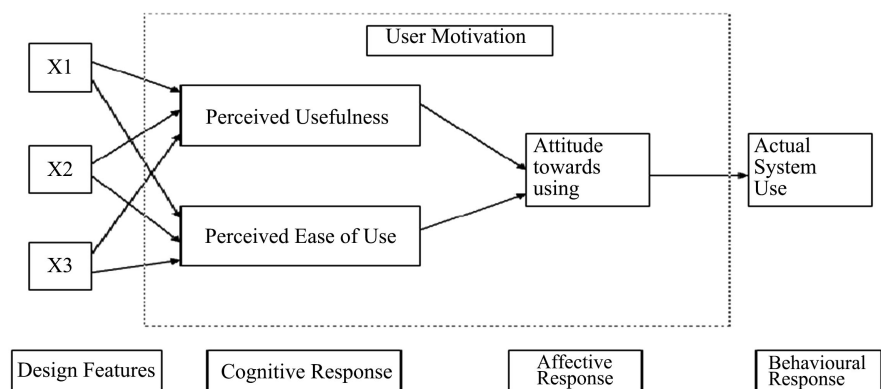 User Motivation
X1
Perceived Usefulness
X2
Attitude
towards
using
Actual
System
Use
Perceived Ease of Use
X3
Design Features
Cognitive Response
Affective
Response
Behavioural
Response